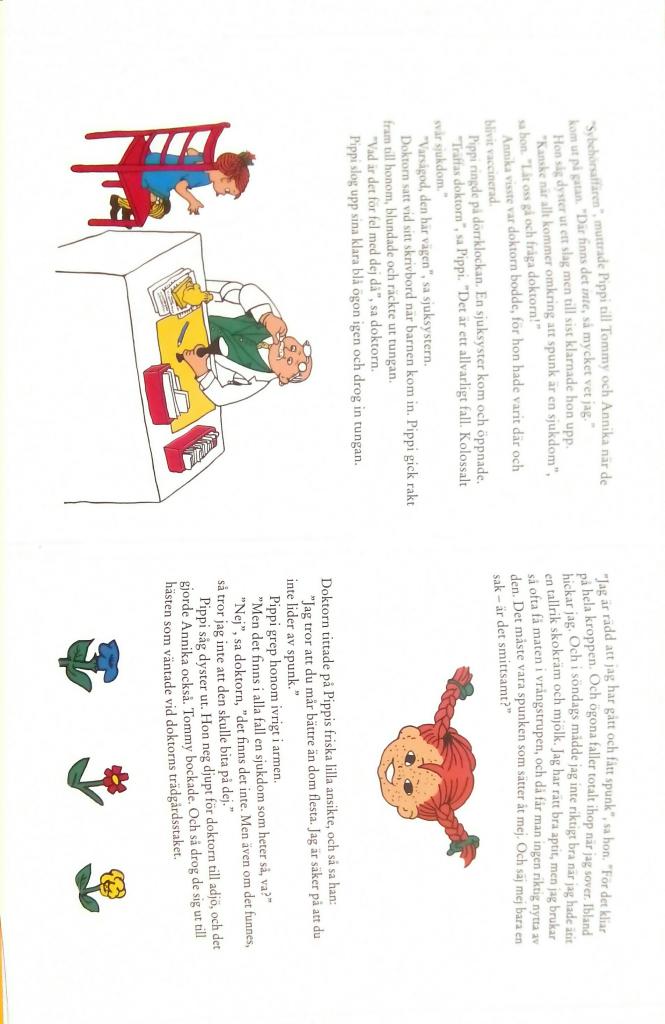 "Sybehörsaffären", muttrade Pippi till Tommy och Annika när de
kom ut på gatan. "Där finns det inte, så mycket vet jag."
Hon såg dyster ut ett slag men till sist klarnade hon upp.
"Kanske när allt kommer omkring att spunk är en sjukdom",
sa hon. "Låt oss gå och fråga doktorn!"
Annika visste var doktorn bodde, för hon hade varit där och
blivit vaccinerad.
Pippi ringde på dörrklockan. En sjuksyster kom och öppnade.
"Träffas doktorn", sa Pippi. "Det är ett allvarligt fall. Kolossalt
svår sjukdom."
"Varsågod, den här vägen", sa sjuksystern.
Doktorn satt vid sitt skrivbord när barnen kom in. Pippi gick rakt
fram till honom, blundade och räckte ut tungan.
"Vad är det för fel med dej då", sa doktorn.
Pippi slog upp sina klara blå ögon igen och drog in tungan.
"Jag är rädd att jag har gått och fått spunk", sa hon. "För det kliar
på hela kroppen. Och ögona faller totalt ihop när jag sover. Ibland
hickar jag. Och i söndags mådde jag inte riktigt bra när jag hade ätit
en tallrik skokräm och mjölk. Jag har rätt bra aptit, men jag brukar
så ofta få maten i vrångstrupen, och då får man ingen riktig nytta av
den. Det måste vara spunken som sätter åt mej. Och säj mej bara en
sak – är det smittsamt?"
Doktorn tittade på Pippis friska lilla ansikte, och så sa han:
"Jag tror att du mår bättre än dom flesta. Jag är säker på att du
inte lider av spunk."
Pippi grep honom ivrigt i armen.
"Men det finns i alla fall en sjukdom som heter så, va?"
"Nej", sa doktorn, "det finns det inte. Men även om det funnes,
så tror jag inte att den skulle bita på dej."
Pippi såg dyster ut. Hon neg djupt för doktorn till adjö, och det
gjorde Annika också. Tommy bockade. Och så drog de sig ut till
hästen som väntade vid doktorns trädgårdsstaket.